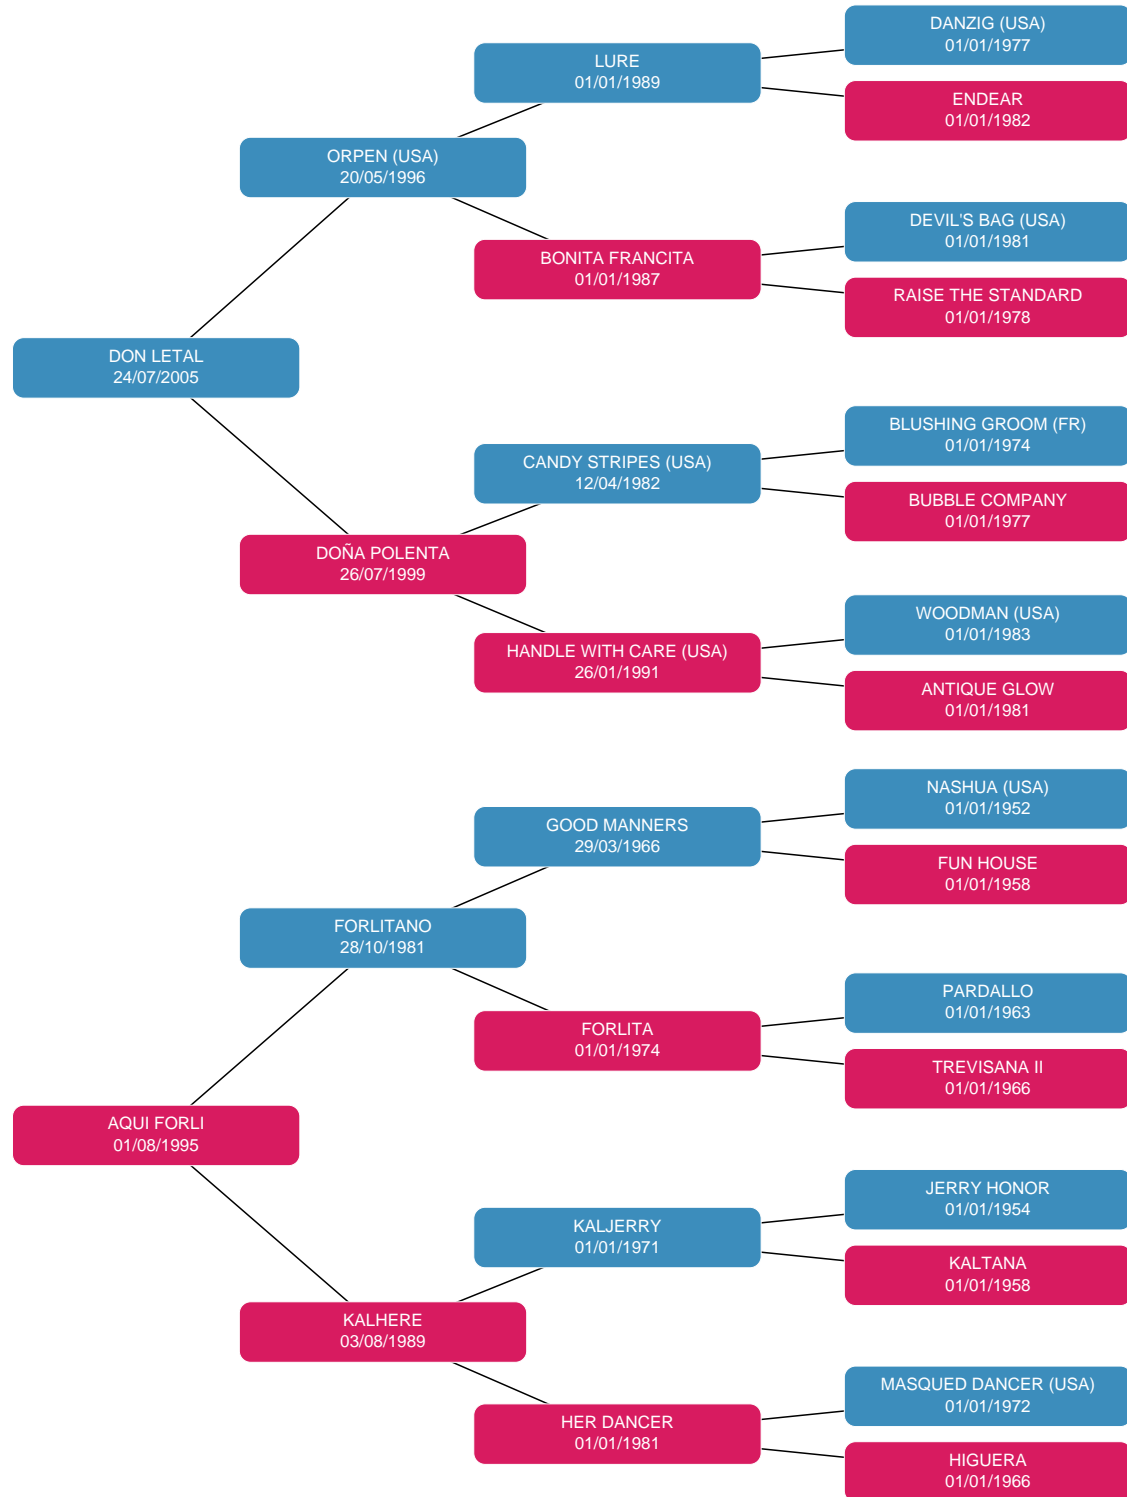 DANZIG (USA)
01/01/1977
LURE
01/01/1989
ENDEAR
01/01/1982
ORPEN (USA)
20/05/1996
DEVIL'S BAG (USA)
01/01/1981
BONITA FRANCITA
01/01/1987
RAISE THE STANDARD
01/01/1978
DON LETAL
24/07/2005
BLUSHING GROOM (FR)
01/01/1974
CANDY STRIPES (USA)
12/04/1982
BUBBLE COMPANY
01/01/1977
DOÑA POLENTA
26/07/1999
WOODMAN (USA)
01/01/1983
HANDLE WITH CARE (USA)
26/01/1991
ANTIQUE GLOW
01/01/1981
NASHUA (USA)
01/01/1952
GOOD MANNERS
29/03/1966
FUN HOUSE
01/01/1958
FORLITANO
28/10/1981
PARDALLO
01/01/1963
FORLITA
01/01/1974
TREVISANA II
01/01/1966
AQUI FORLI
01/08/1995
JERRY HONOR
01/01/1954
KALJERRY
01/01/1971
KALTANA
01/01/1958
KALHERE
03/08/1989
MASQUED DANCER (USA)
01/01/1972
HER DANCER
01/01/1981
HIGUERA
01/01/1966